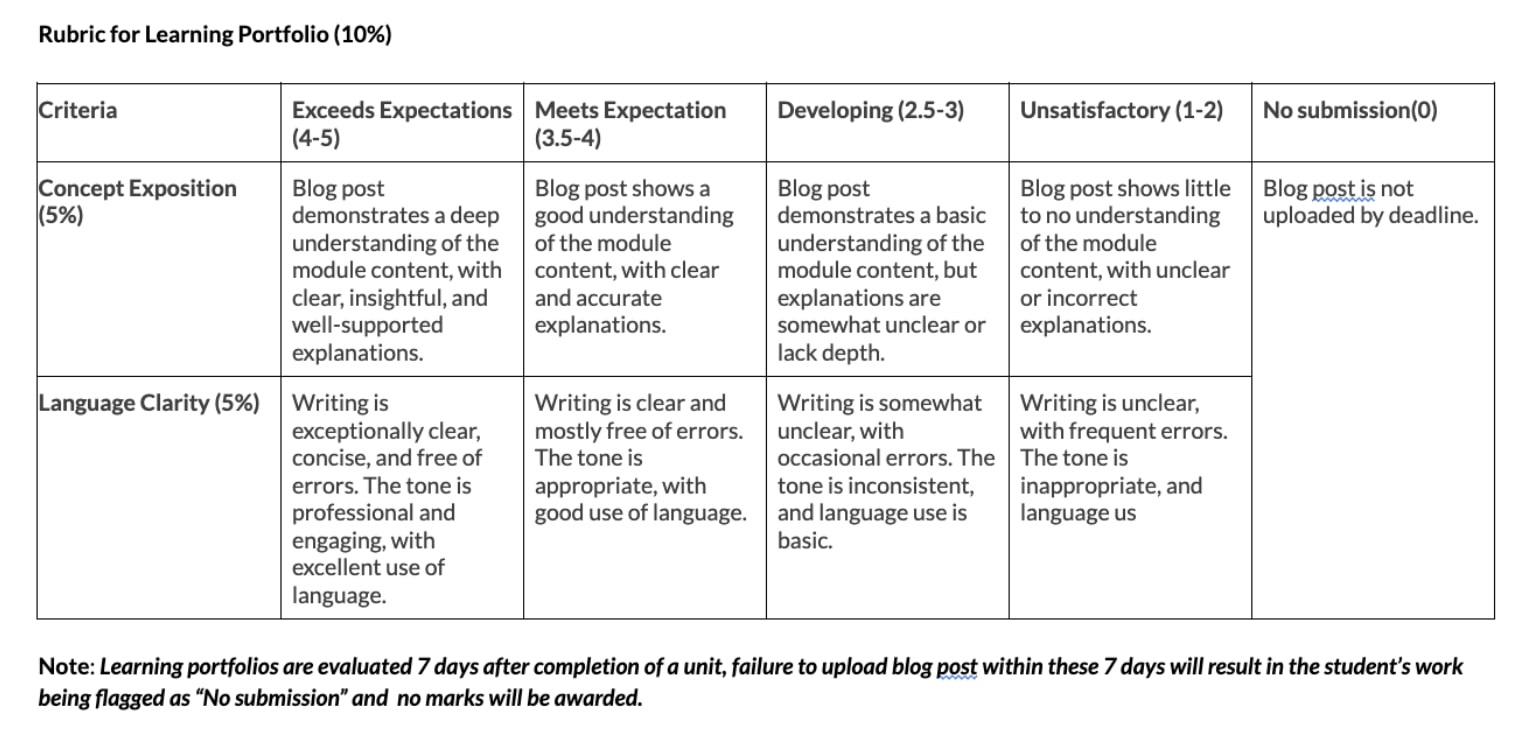 Rubric for Learning Portfolio (10%)
Criteria
Exceeds Expectations
(4-5)
Meets Expectation
(3.5-4)
Developing (2.5-3)
Unsatisfactory (1-2)
No submission(0)
Concept Exposition
(5%)
Blog post
demonstrates a deep
understanding of the
module content, with
clear, insightful, and
well-supported
explanations.
Blog post shows a
good understanding
of the module
content, with clear
and accurate
explanations.
Blog post
demonstrates a basic
understanding of the
module content, but
explanations are
somewhat unclear or
lack depth.
Blog post shows little
to no understanding
of the module
content, with unclear
or incorrect
explanations.
Blog post is not
uploaded by deadline.
Language Clarity (5%)
Writing is
exceptionally clear,
concise, and free of
errors. The tone is
professional and
engaging, with
excellent use of
language.
Writing is clear and
mostly free of errors.
The tone is
appropriate, with
good use of language.
Writing is somewhat
unclear, with
occasional errors. The
tone is inconsistent,
and language use is
basic.
Writing is unclear,
with frequent errors.
The tone is
inappropriate, and
language us
Note: Learning portfolios are evaluated 7 days after completion of a unit, failure to upload blog post within these 7 days will result in the student's work
being flagged as “No submission” and  no marks will be awarded.